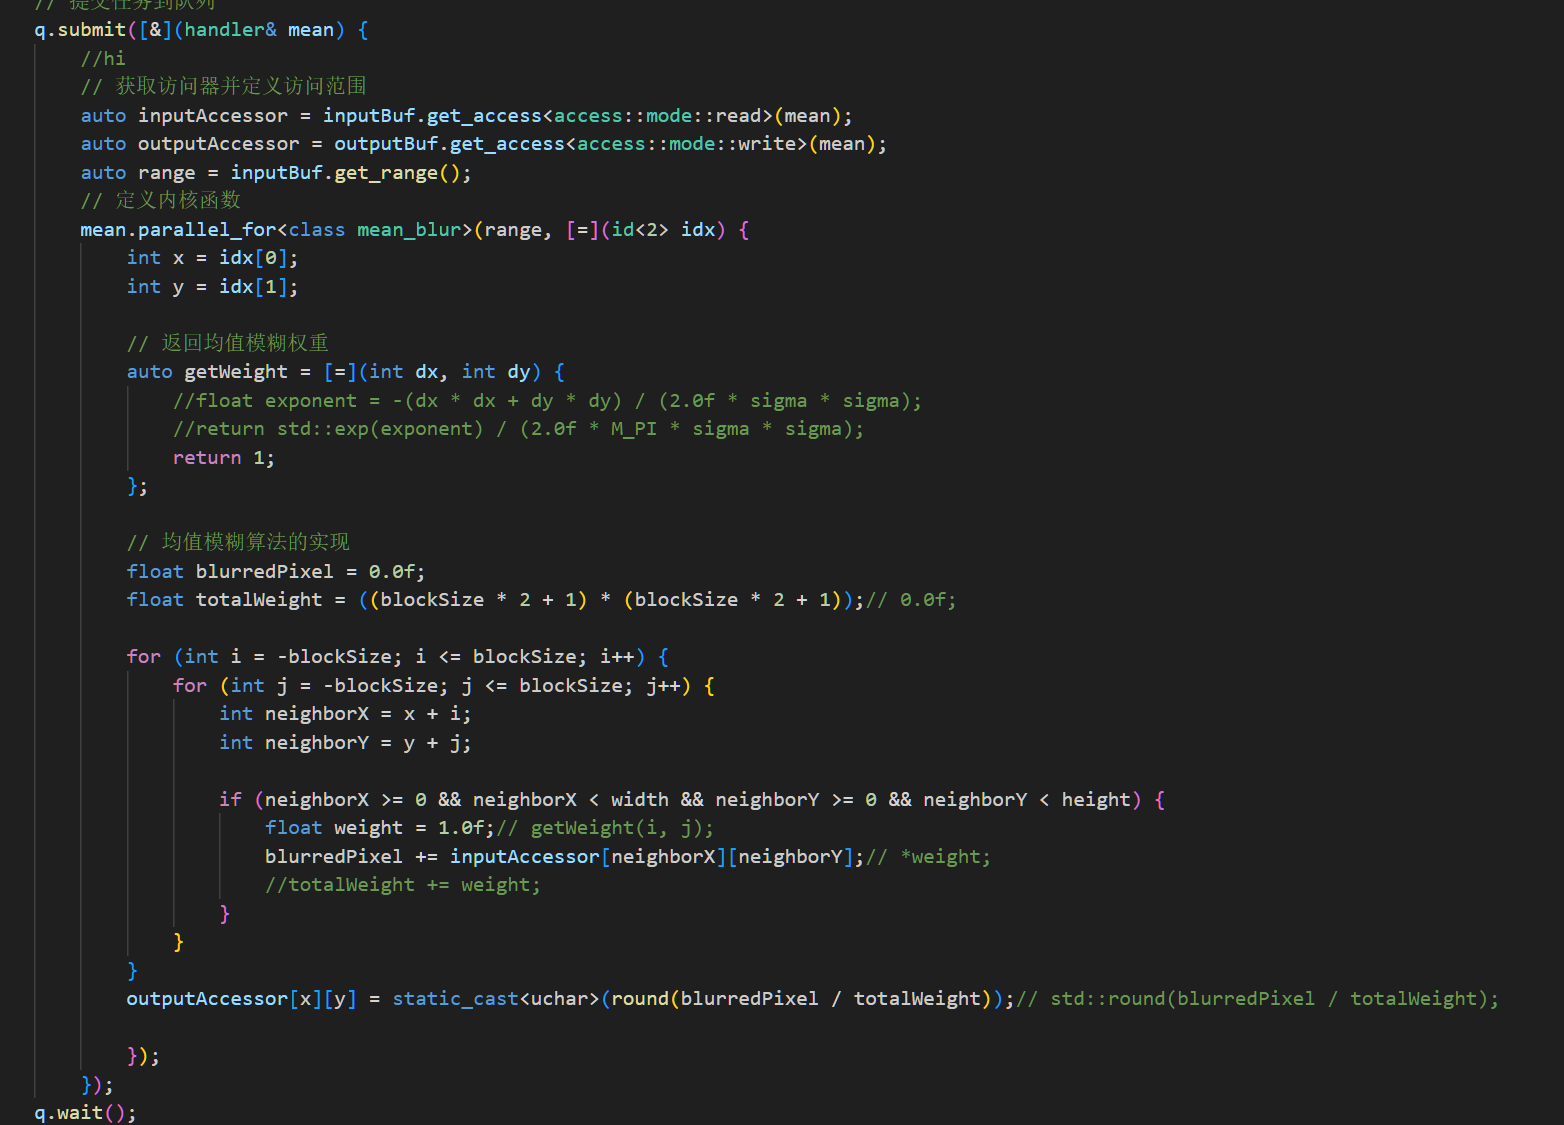 // 提交任务到队列
q.submit([&](handler& mean) {
//hi
// 获取访问器并定义访问范围
auto inputAccessor = inputBuf.get_access<access::mode::read>(mean);
auto outputAccessor = outputBuf.get_access<access::mode::write>(mean);
auto range = inputBuf.get_range();
// 定义内核函数
mean.parallel_for<class mean_blur>(range, [=](id<2> idx) {
int x = idx[0];
int y = idx[1];
// 返回均值模糊权重
auto getWeight = [=](int dx, int dy) {
//float exponent = -(dx * dx + dy * dy) / (2.0f * sigma * sigma);
//return std::exp(exponent) / (2.0f * M_PI * sigma * sigma);
return 1;
};
// 均值模糊算法的实现
float blurredPixel = 0.0f;
float totalWeight = ((blockSize * 2 + 1) * (blockSize * 2 + 1));// 0.0f;
for (int i = -blockSize; i <= blockSize; i++) {
for (int j = -blockSize; j <= blockSize; j++) {
int neighborX = x + i;
int neighborY = y + j;
if (neighborX >= 0 && neighborX < width && neighborY >= 0 && neighborY < height) {
float weight = 1.0f;// getWeight(i, j);
blurredPixel += inputAccessor[neighborX][neighborY];// *weight;
//totalWeight += weight;
}
}
}
outputAccessor[x][y] = static_cast<uchar>(round(blurredPixel / totalWeight));// std::round(blurredPixel / totalWeight);
});
});
q.wait();